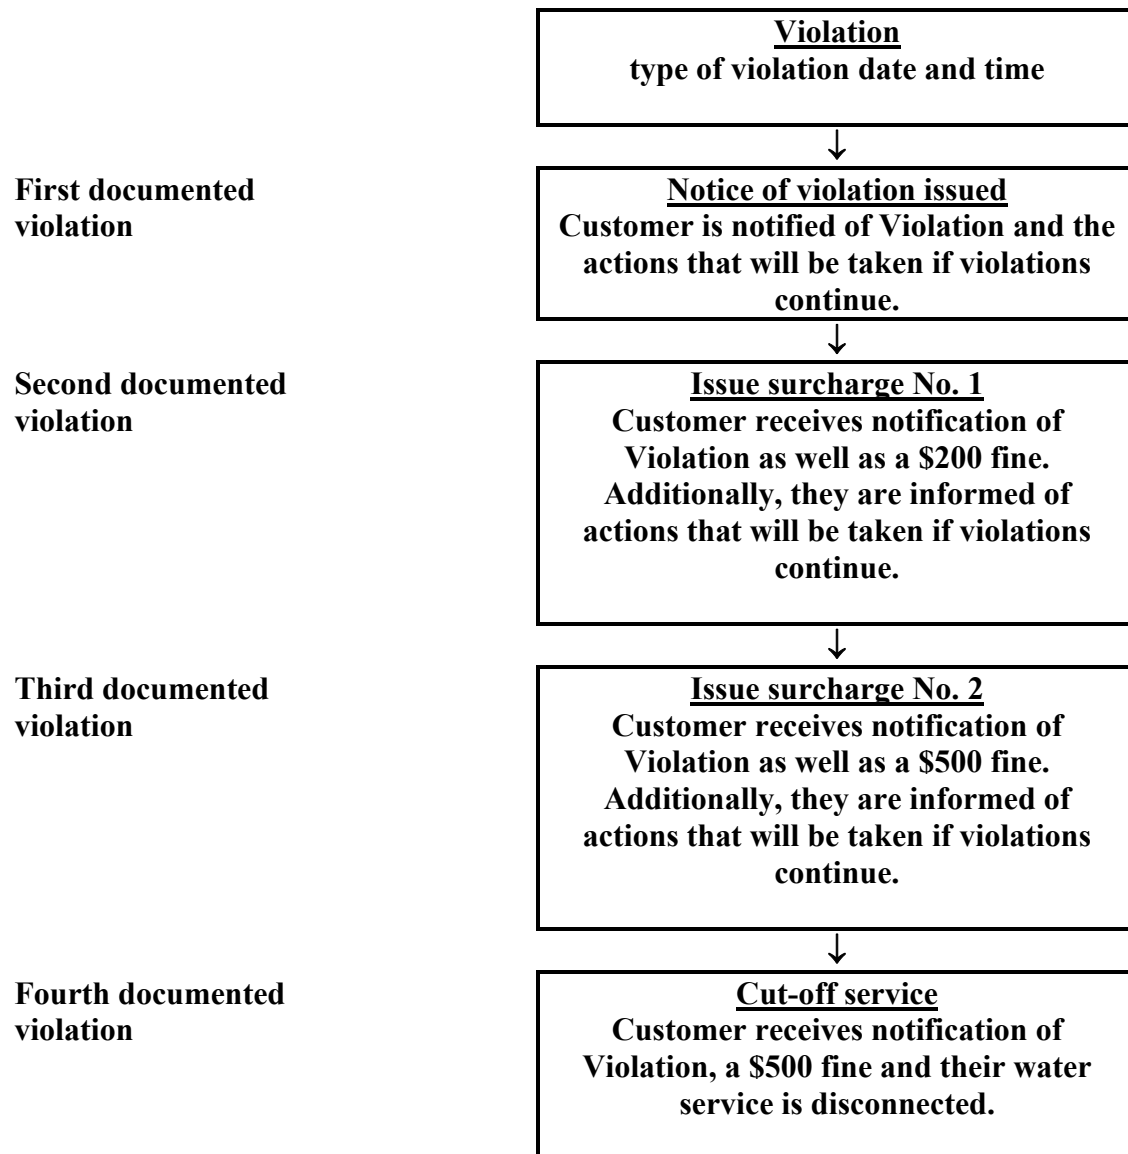 Violation
type of violation date and time
↓
First documented
violation
Notice of violation issued
Customer is notified of Violation and the
actions that will be taken if violations
continue.
↓
Second documented
violation
Issue surcharge No. 1
Customer receives notification of
Violation as well as a $200 fine.
Additionally, they are informed of
actions that will be taken if violations
continue.
↓
Third documented
violation
Issue surcharge No. 2
Customer receives notification of
Violation as well as a $500 fine.
Additionally, they are informed of
actions that will be taken if violations
continue.
↓
Fourth documented
violation
Cut-off service
Customer receives notification of
Violation, a $500 fine and their water
service is disconnected.